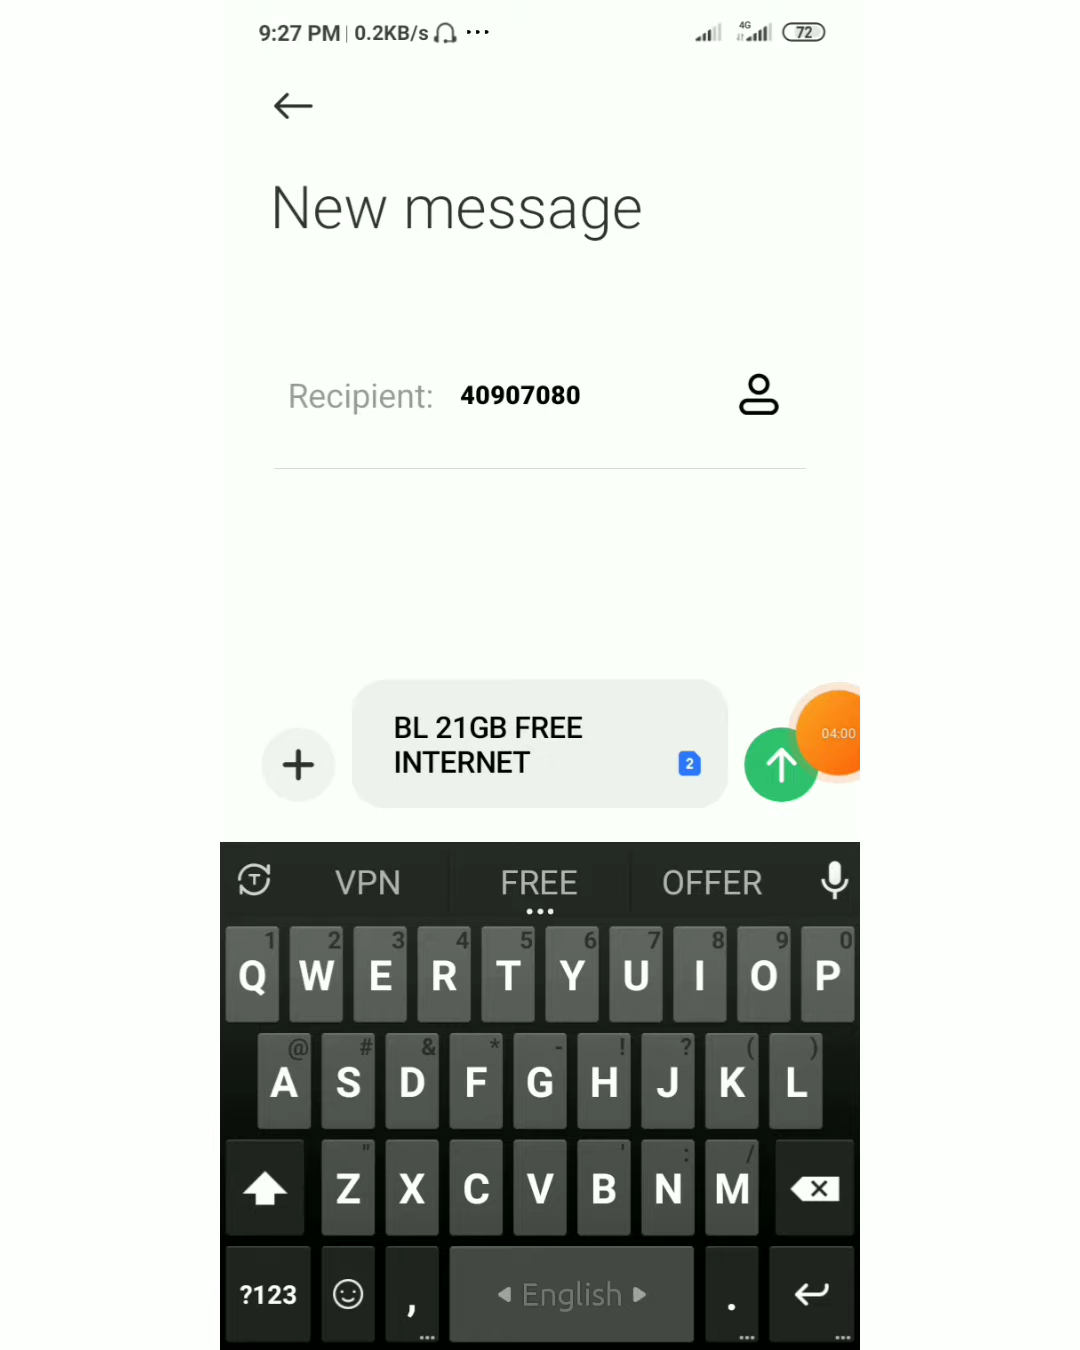 9:27 PM | 0.2KB/s ··· 4G 72
New message
Recipient: 40907080
BL 21GB FREE
INTERNET
2
04:00
T VPN FREE OFFER
1 2 3 4 5 6 7 8 9 0
Q W E R T Y U I O P
@ # & * - ! ? ( )
A S D F G H J K L
" ' : /
Z X C V B N M
?123 , English .